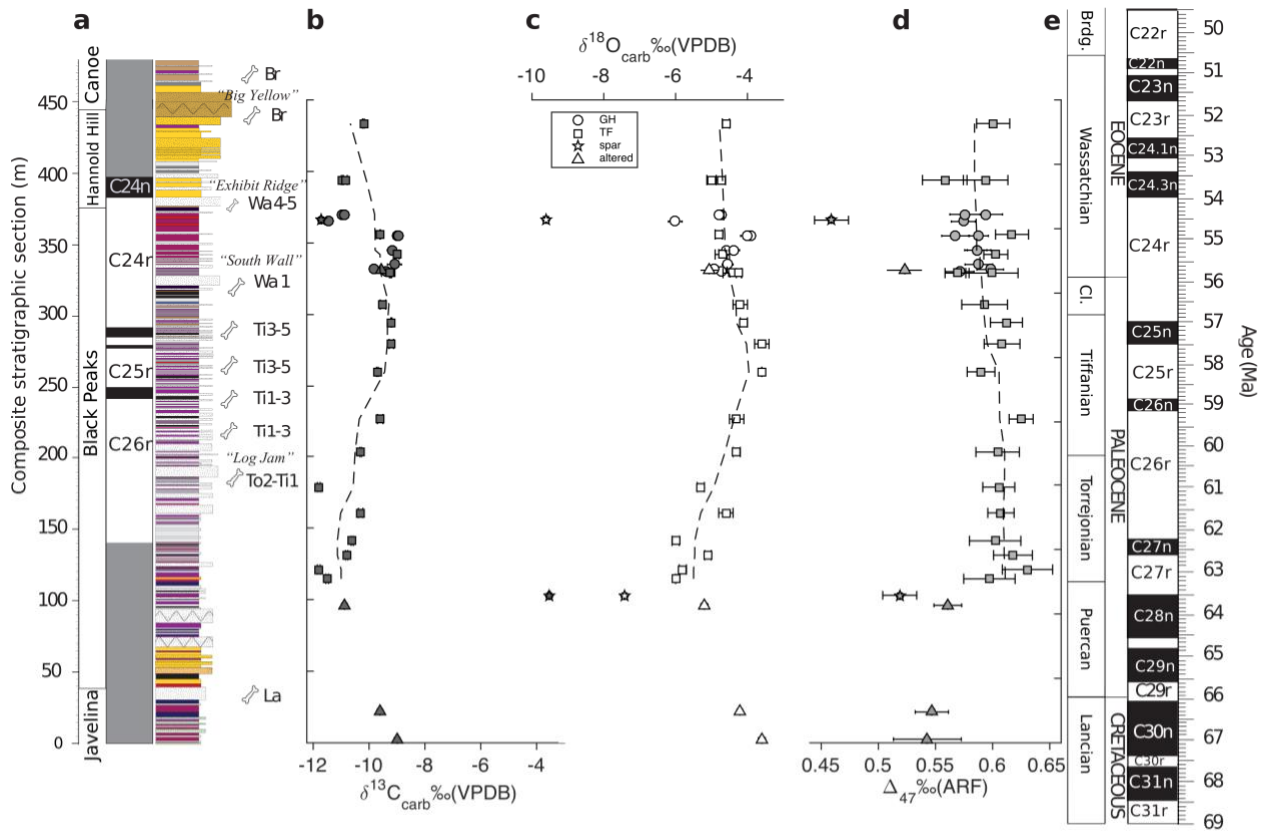 a
b
c
d
e
δ18Ocarb‰(VPDB)
-10
-8
-6
-4
GH
TF
spar
altered
Composite stratigraphic section (m)
450
400
350
300
250
200
150
100
50
0
Canoe
Hannold Hill
Black Peaks
Javelina
C24n
C24r
C25r
C26r
Br
"Big Yellow"
Br
"Exhibit Ridge"
Wa4-5
"South Wall"
Wa1
Ti3-5
Ti3-5
Ti1-3
Ti1-3
"Log Jam"
To2-Ti1
La
-12
-10
-8
-6
-4
δ13Ccarb‰(VPDB)
0.45
0.5
0.55
0.6
0.65
Δ47‰(ARF)
Brdg.
Wassatchian
Cl.
Tiffanian
Torrejonian
Puercan
Lancian
EOCENE
PALEOCENE
CRETACEOUS
C22r
C22n
C23n
C23r
C24.1n
C24.3n
C24r
C25n
C25r
C26n
C26r
C27n
C27r
C28n
C29n
C29r
C30n
C30r
C31n
C31r
50
51
52
53
54
55
56
57
58
59
60
61
62
63
64
65
66
67
68
69
Age (Ma)